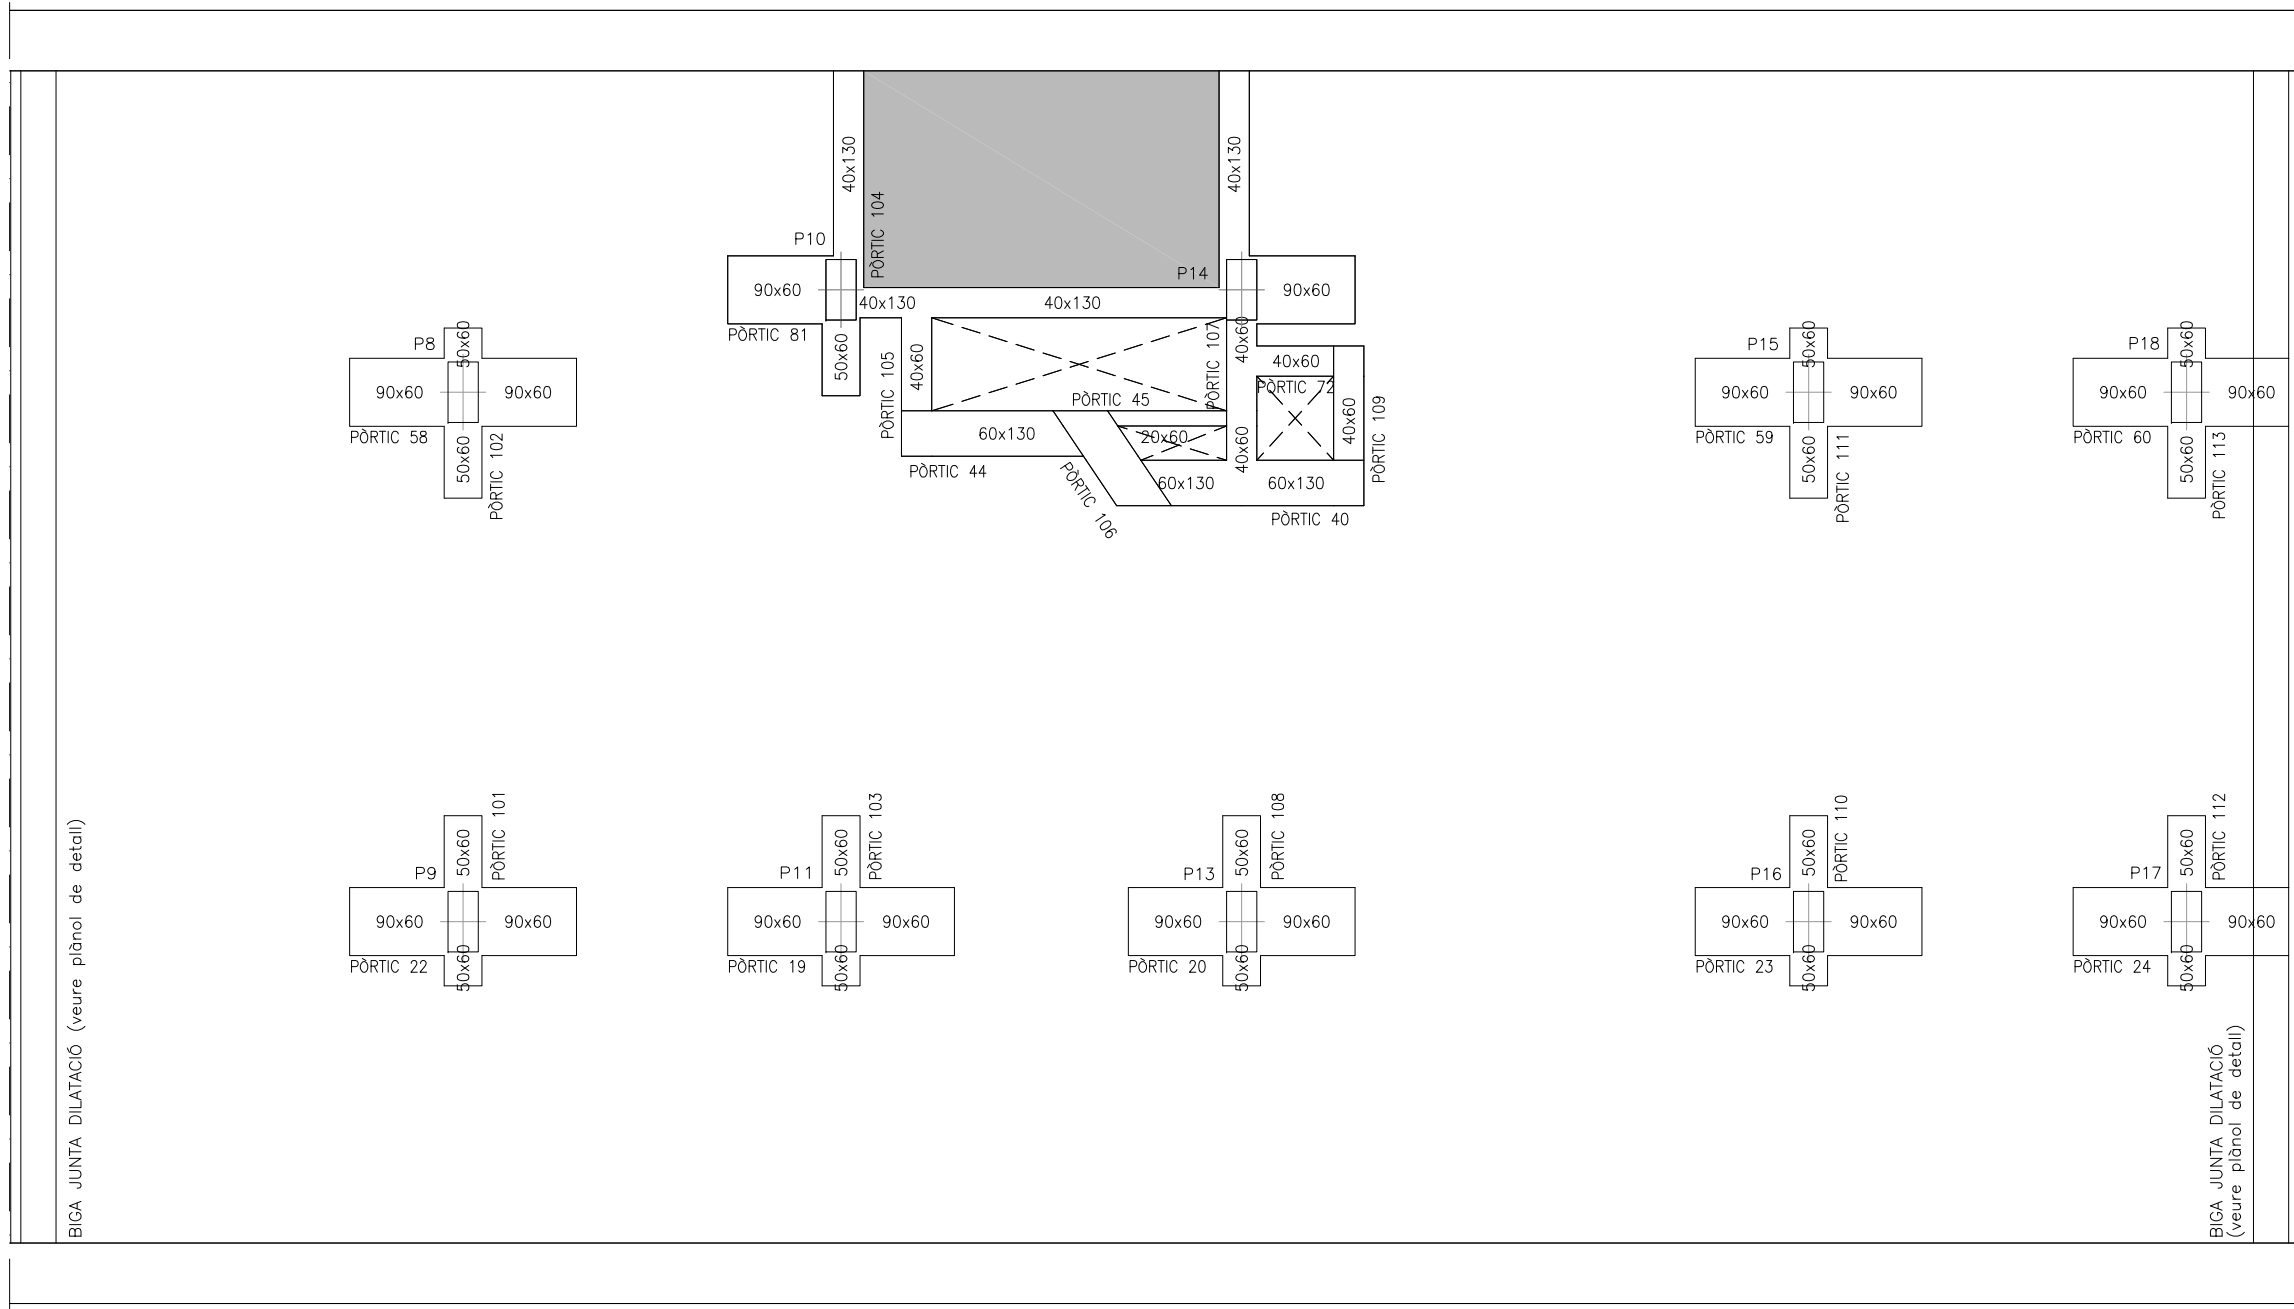 40x130
40x130
PÒRTIC 104
P10
P14
90x60
90x60
40x130
40x130
PÒRTIC 81
50x60
PÒRTIC 105
40x60
PÒRTIC 107
40x60
40x60
PÒRTIC 72
PÒRTIC 45
40x60
PÒRTIC 109
60x130
20x60
40x60
PÒRTIC 44
PÒRTIC 106
60x130
60x130
PÒRTIC 40
P8
50x60
90x60
90x60
PÒRTIC 58
50x60
PÒRTIC 102
P15
50x60
90x60
90x60
PÒRTIC 59
50x60
PÒRTIC 111
P18
50x60
90x60
90x60
PÒRTIC 60
50x60
PÒRTIC 113
P9
50x60
PÒRTIC 101
90x60
90x60
PÒRTIC 22
50x60
P11
50x60
PÒRTIC 103
90x60
90x60
PÒRTIC 19
50x60
P13
50x60
PÒRTIC 108
90x60
90x60
PÒRTIC 20
50x60
P16
50x60
PÒRTIC 110
90x60
90x60
PÒRTIC 23
50x60
P17
50x60
PÒRTIC 112
90x60
90x60
PÒRTIC 24
50x60
BIGA JUNTA DILATACIÓ (veure plànol de detall)
BIGA JUNTA DILATACIÓ
(veure plànol de detall)